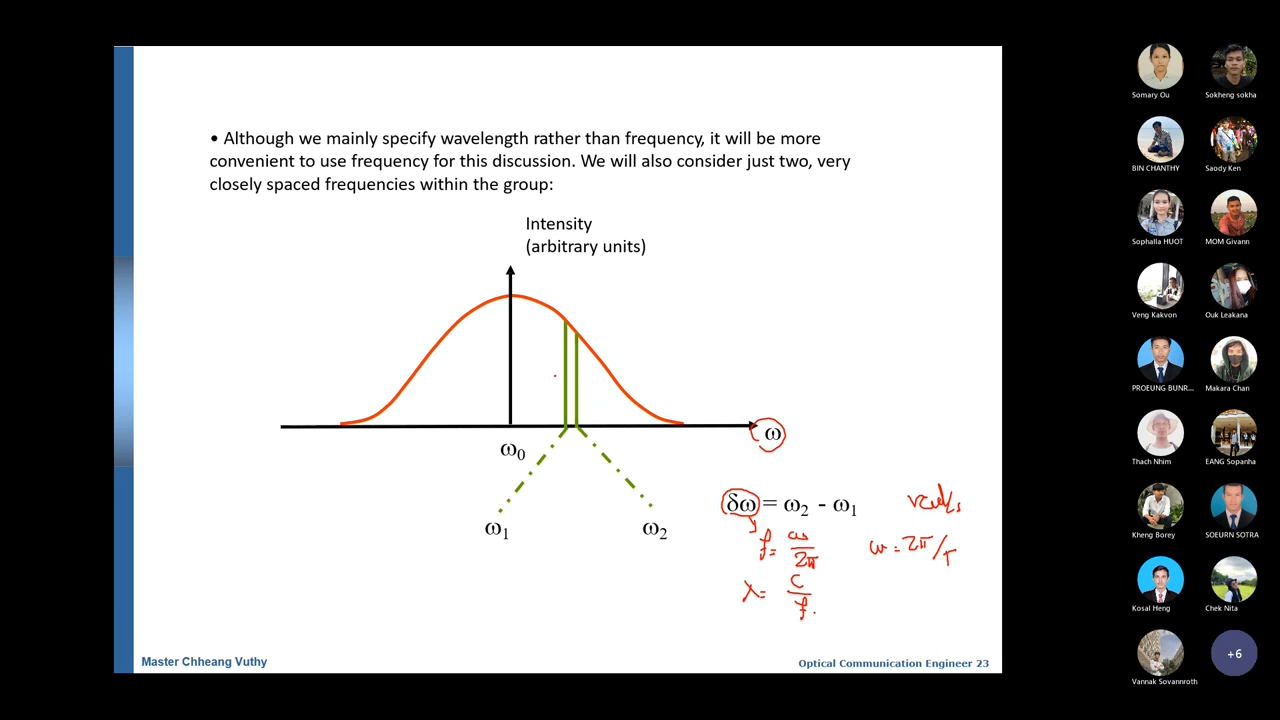 • Although we mainly specify wavelength rather than frequency, it will be more
convenient to use frequency for this discussion. We will also consider just two, very
closely spaced frequencies within the group:
Intensity
(arbitrary units)
ω
ω₀
ω₁
ω₂
δω = ω₂ - ω₁
f = ω/2π
ω = 2π/T
λ = c/f
Master Chheang Vuthy
Optical Communication Engineer 23
Somary Ou
Sokheng sokha
BIN CHANTHY
Saody Ken
Sophalla HUOT
MOM Givann
Veng Kakvon
Ouk Leakana
PROEUNG BUNR...
Makara Chan
Thach Nhim
EANG Sopanha
Kheng Borey
SOEURN SOTRA
Kosal Heng
Chek Nita
Vannak Sovannroth
+6